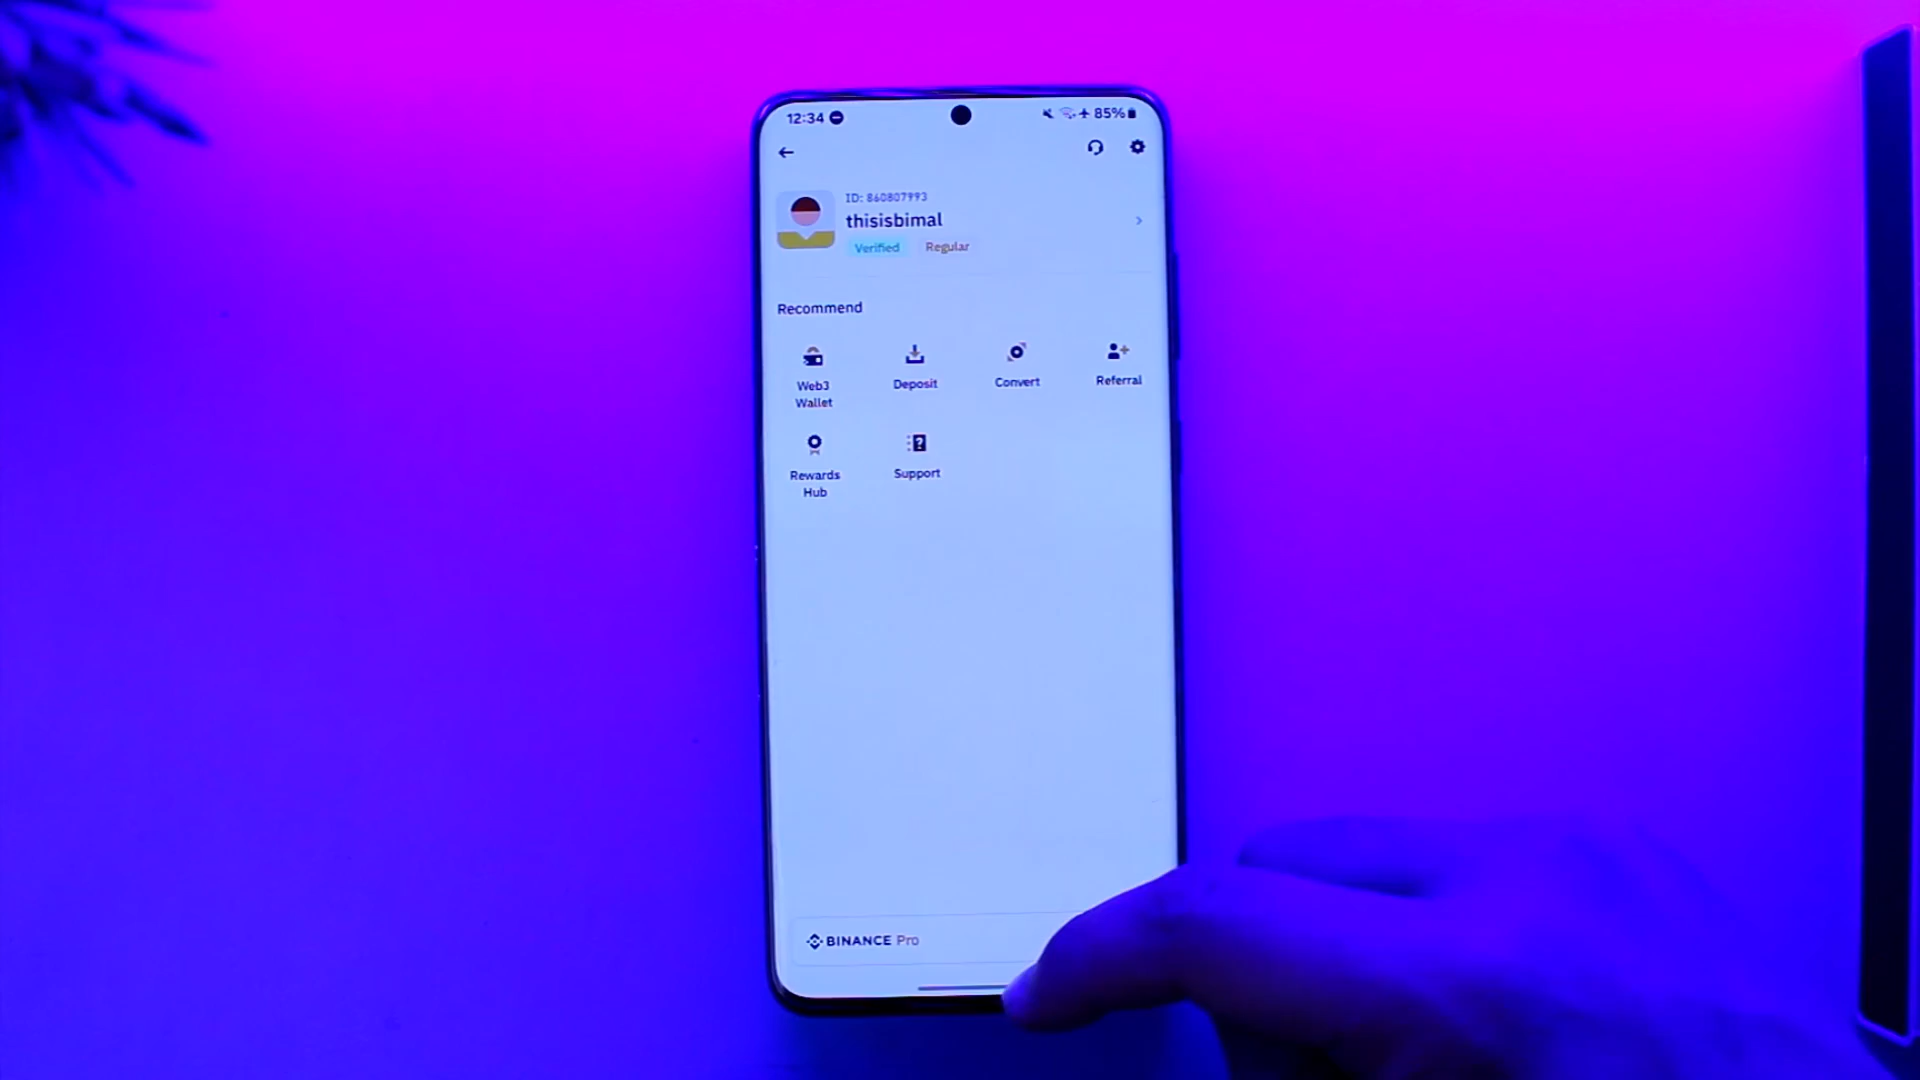 12:34 85%
ID: 860807993
thisisbimal
Verified Regular
Recommend
Web3 Wallet
Deposit
Convert
Referral
Rewards Hub
Support
BINANCE Pro